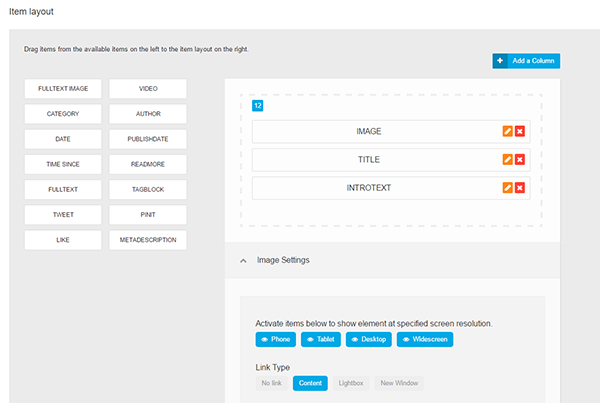 Item layout
Drag items from the available items on the left to the item layout on the right.
+ Add a Column
FULLTEXT IMAGE
VIDEO
CATEGORY
AUTHOR
DATE
PUBLISHDATE
TIME SINCE
READMORE
FULLTEXT
TAGBLOCK
TWEET
PINIT
LIKE
METADESCRIPTION
12
IMAGE
TITLE
INTROTEXT
Image Settings
Activate items below to show element at specified screen resolution.
Phone
Tablet
Desktop
Widescreen
Link Type
No link
Content
Lightbox
New Window